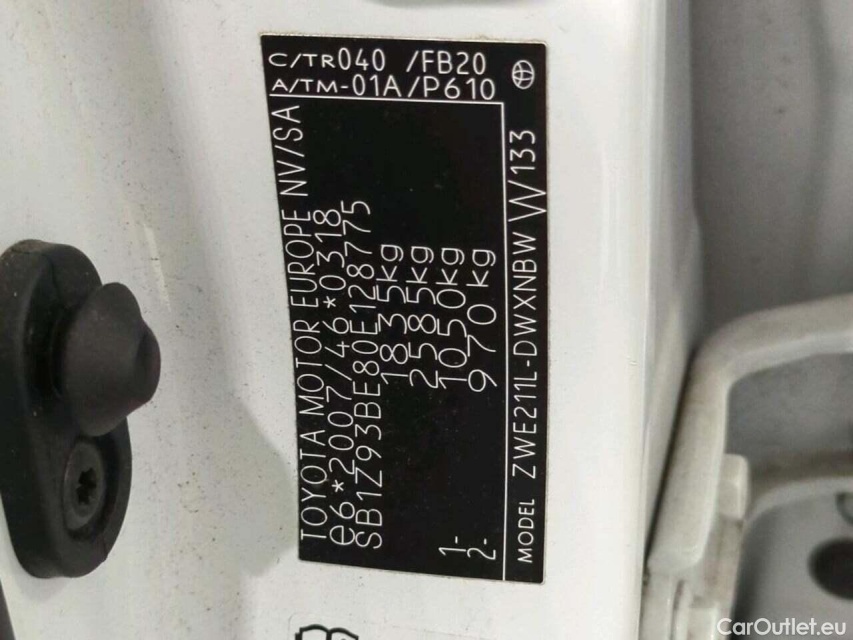 C/TR040 /FB20
A/TM-01A/P610
TOYOTA MOTOR EUROPE NV/SA
e6*2007/46*0318
SB1Z93BE80E128775
1835kg
2585kg
1- 1050kg
2- 970kg
MODEL ZWE211L-DWXNBW W133
CarOutlet.eu